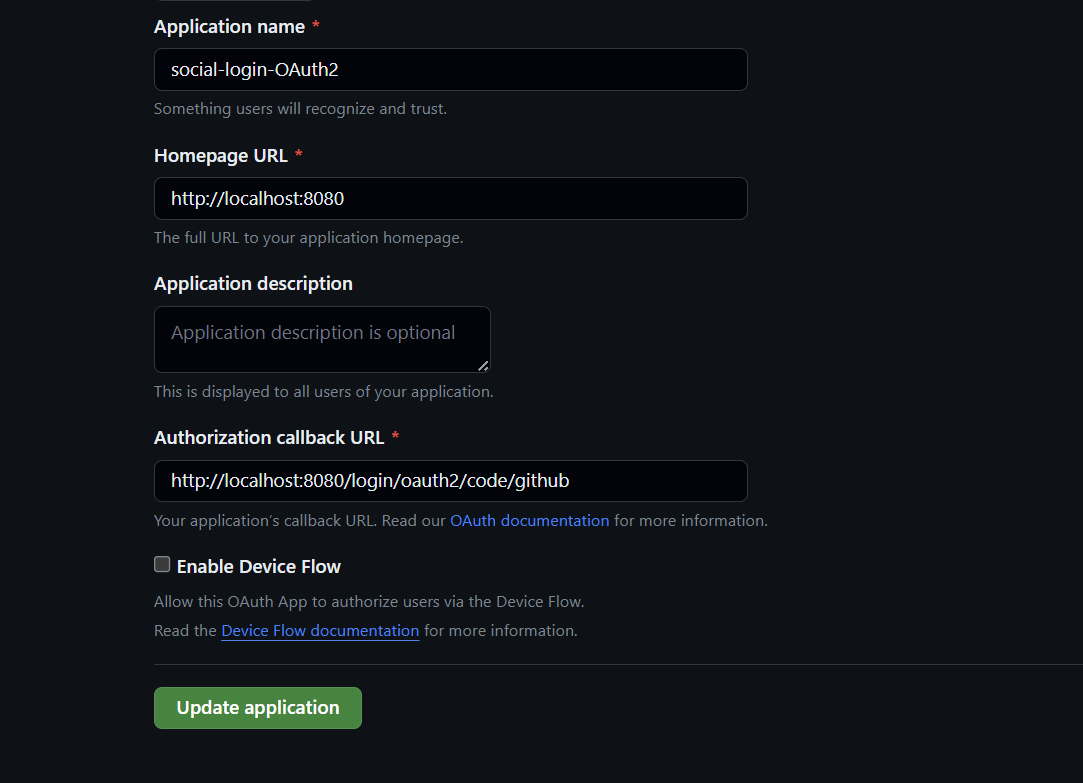 Application name *
social-login-OAuth2
Something users will recognize and trust.
Homepage URL *
http://localhost:8080
The full URL to your application homepage.
Application description
Application description is optional
This is displayed to all users of your application.
Authorization callback URL *
http://localhost:8080/login/oauth2/code/github
Your application’s callback URL. Read our OAuth documentation for more information.
Enable Device Flow
Allow this OAuth App to authorize users via the Device Flow.
Read the Device Flow documentation for more information.
Update application